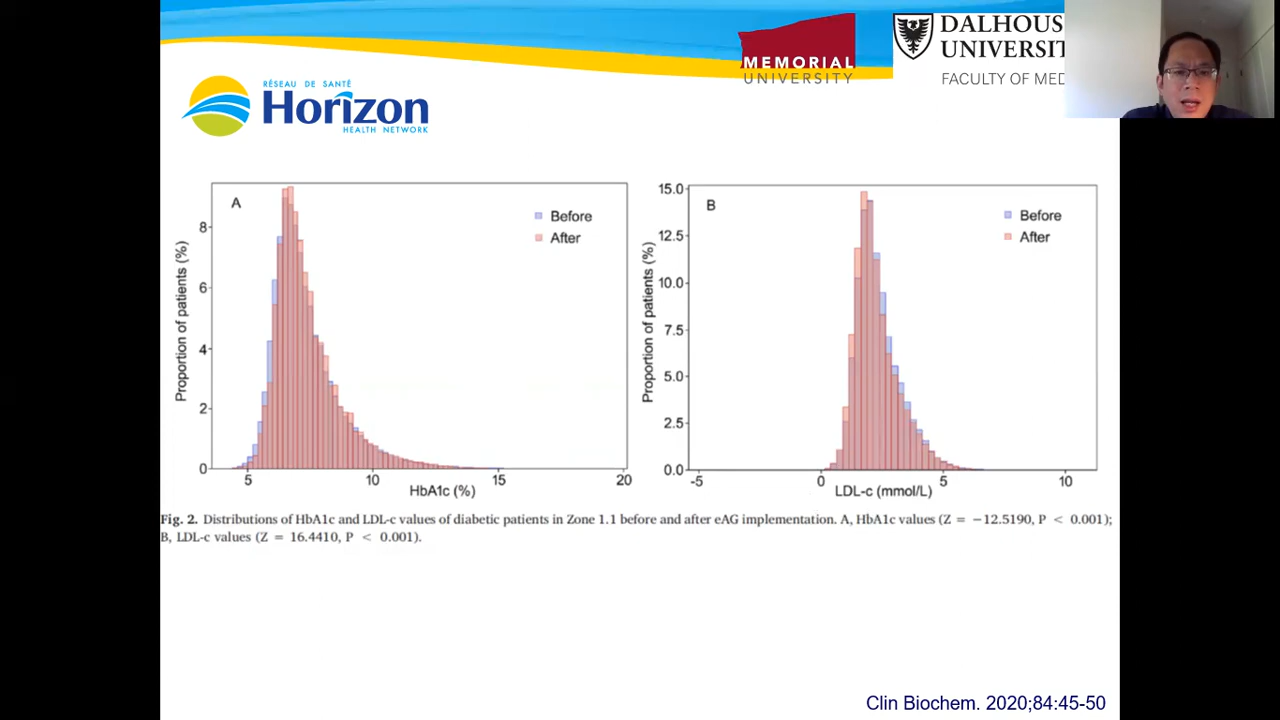 MEMORIAL
UNIVERSITY
DALHOUS
UNIVERSIT
FACULTY OF MED
RÉSEAU DE SANTÉ
Horizon
HEALTH NETWORK
A
Before
After
Proportion of patients (%)
8
6
4
2
0
5
10
15
20
HbA1c (%)
B
Before
After
Proportion of patients (%)
15.0
12.5
10.0
7.5
5.0
2.5
0.0
-5
0
5
10
LDL-c (mmol/L)
Fig. 2. Distributions of HbA1c and LDL-c values of diabetic patients in Zone 1.1 before and after eAG implementation. A, HbA1c values (Z = −12.5190, P < 0.001);
B, LDL-c values (Z = 16.4410, P < 0.001).
Clin Biochem. 2020;84:45-50